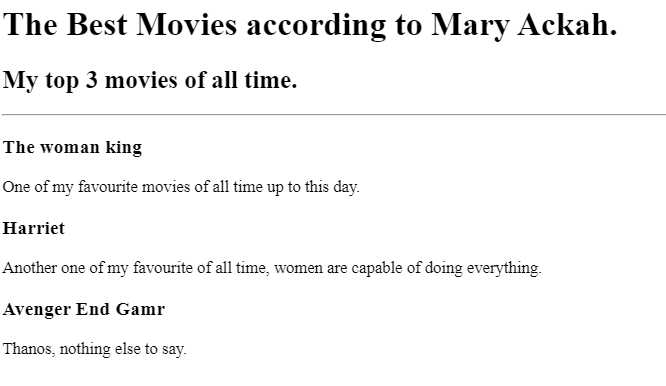 The Best Movies according to Mary Ackah.
My top 3 movies of all time.
The woman king
One of my favourite movies of all time up to this day.
Harriet
Another one of my favourite of all time, women are capable of doing everything.
Avenger End Gamr
Thanos, nothing else to say.